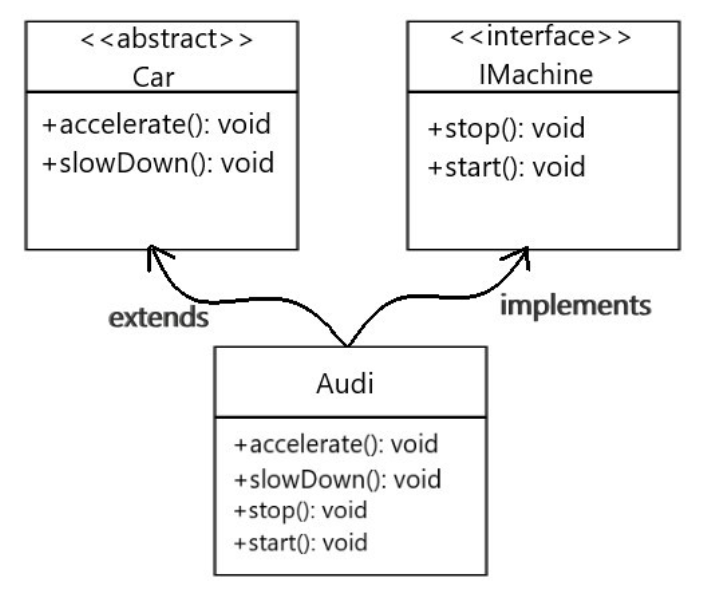 <<abstract>>
Car
+accelerate(): void
+slowDown(): void
<<interface>>
IMachine
+stop(): void
+start(): void
extends
implements
Audi
+accelerate(): void
+slowDown(): void
+stop(): void
+start(): void